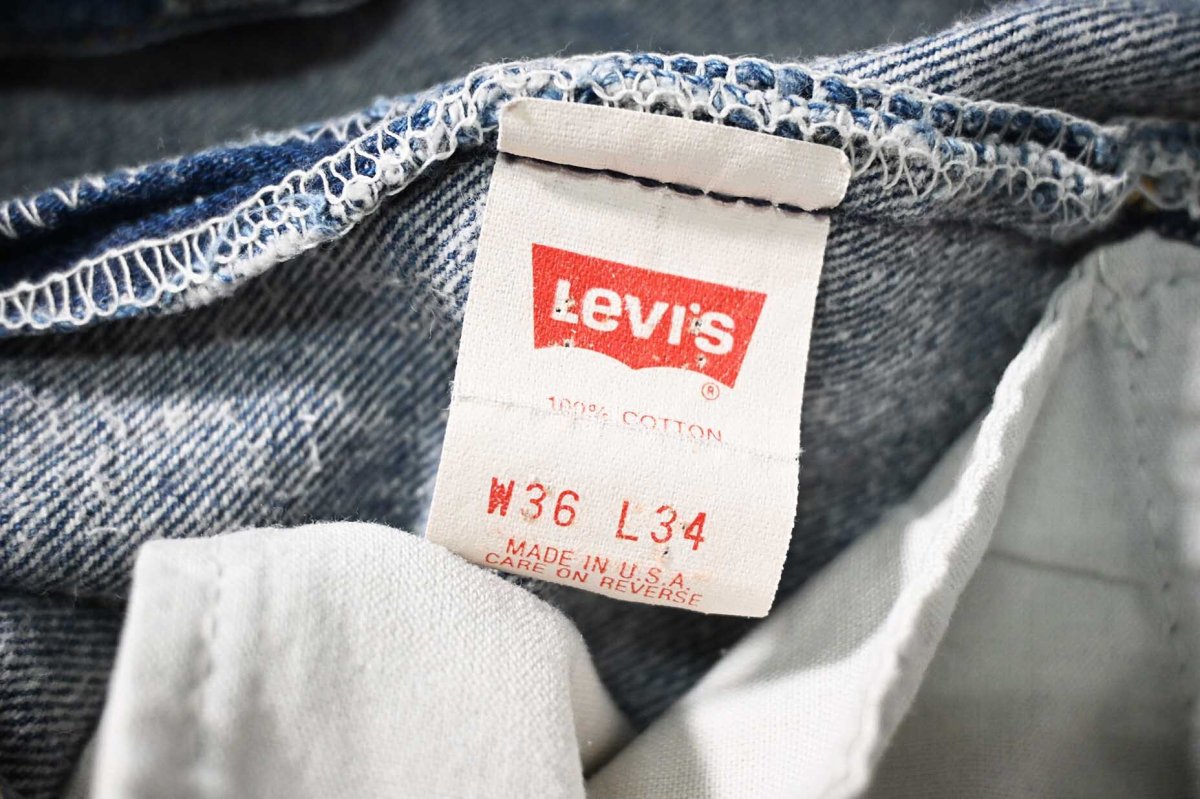 Levi's
®
100% COTTON
W36 L34
MADE IN U.S.A.
CARE ON REVERSE